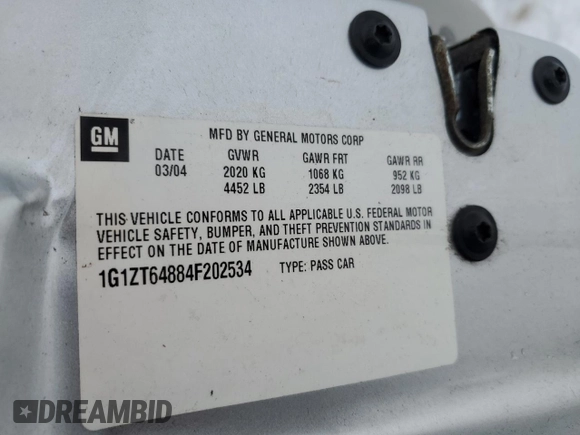 GM
MFD BY GENERAL MOTORS CORP
DATE GVWR GAWR FRT GAWR RR
03/04 2020 KG 1068 KG 952 KG
4452 LB 2354 LB 2098 LB
THIS VEHICLE CONFORMS TO ALL APPLICABLE U.S. FEDERAL MOTOR
VEHICLE SAFETY, BUMPER, AND THEFT PREVENTION STANDARDS IN
EFFECT ON THE DATE OF MANUFACTURE SHOWN ABOVE.
1G1ZT64884F202534 TYPE: PASS CAR
DREAMBID